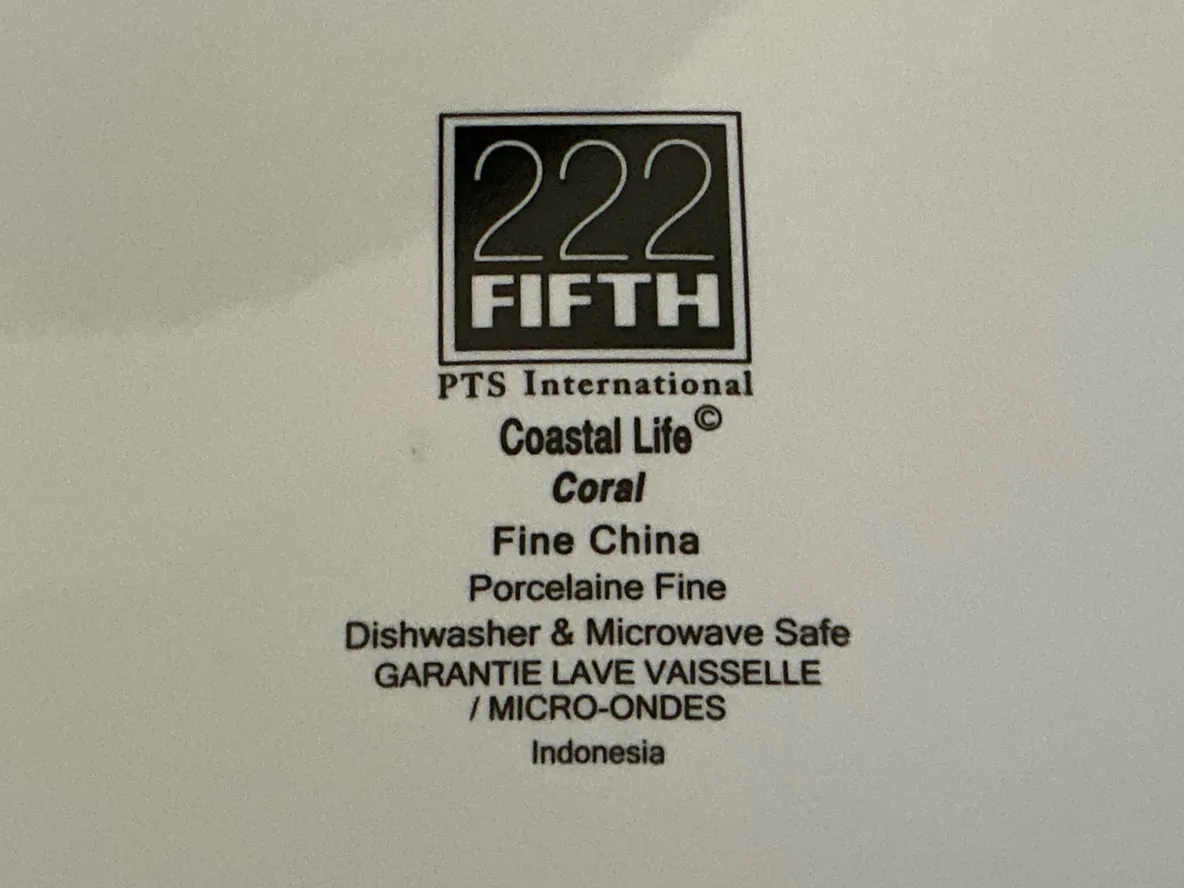 222
FIFTH
PTS International
Coastal Life©
Coral
Fine China
Porcelaine Fine
Dishwasher & Microwave Safe
GARANTIE LAVE VAISSELLE
/ MICRO-ONDES
Indonesia